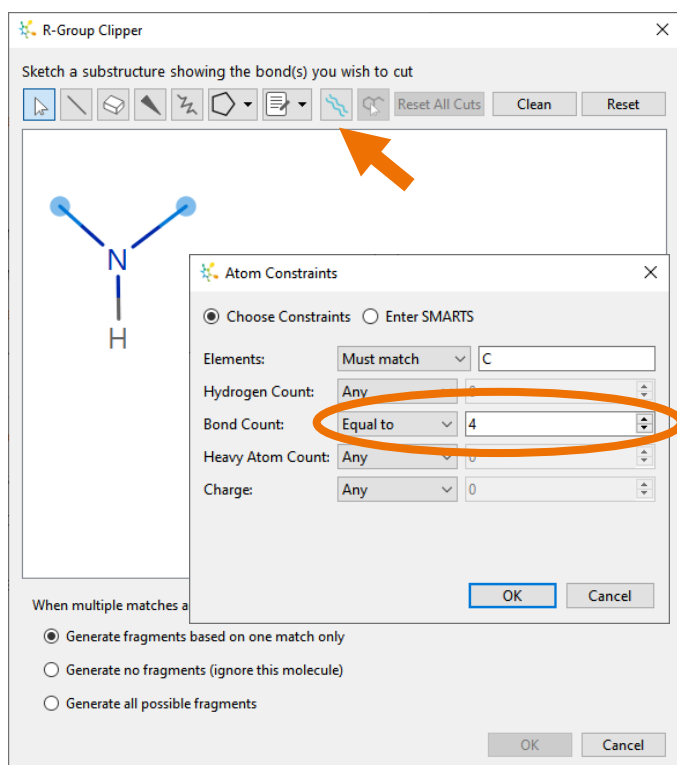 R-Group Clipper
Sketch a substructure showing the bond(s) you wish to cut
Reset All Cuts Clean Reset
N
H
Atom Constraints
Choose Constraints Enter SMARTS
Elements: Must match C
Hydrogen Count: Any 0
Bond Count: Equal to 4
Heavy Atom Count: Any 0
Charge: Any 0
OK Cancel
When multiple matches a
Generate fragments based on one match only
Generate no fragments (ignore this molecule)
Generate all possible fragments
OK Cancel